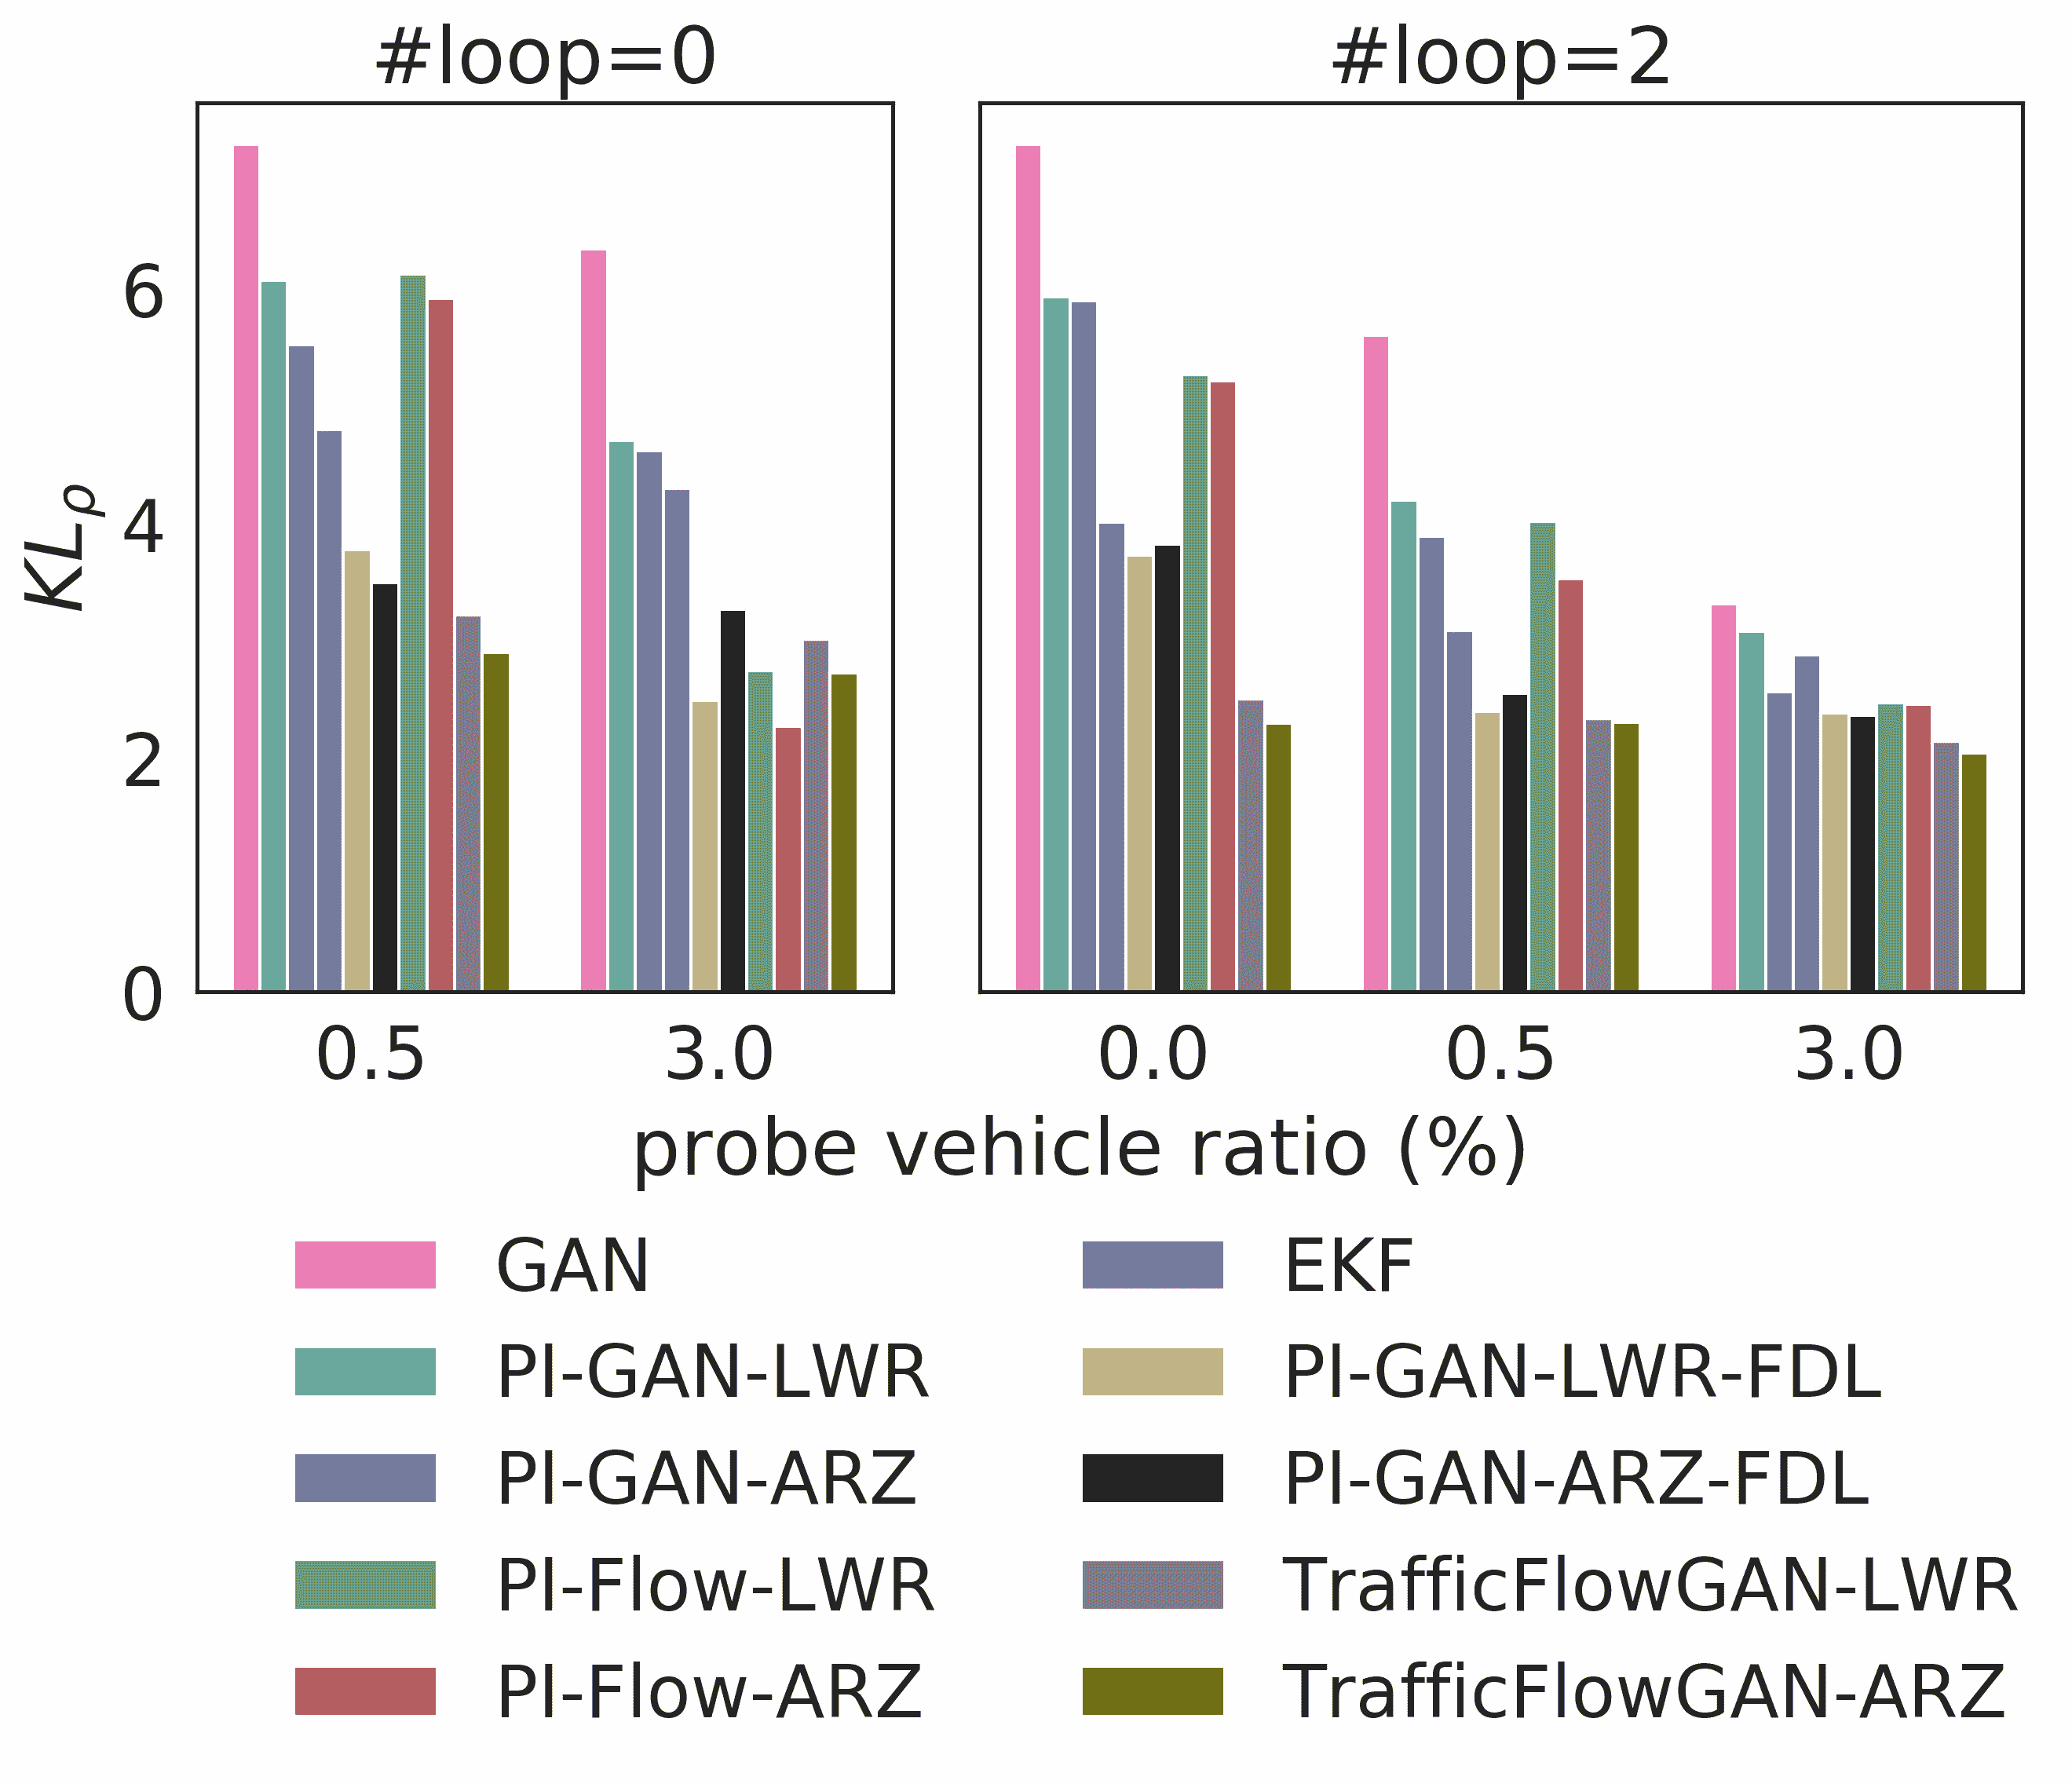 #loop=0 #loop=2
KLρ
6
4
2
0
0.5 3.0 0.0 0.5 3.0
probe vehicle ratio (%)
GAN EKF
PI-GAN-LWR PI-GAN-LWR-FDL
PI-GAN-ARZ PI-GAN-ARZ-FDL
PI-Flow-LWR TrafficFlowGAN-LWR
PI-Flow-ARZ TrafficFlowGAN-ARZ